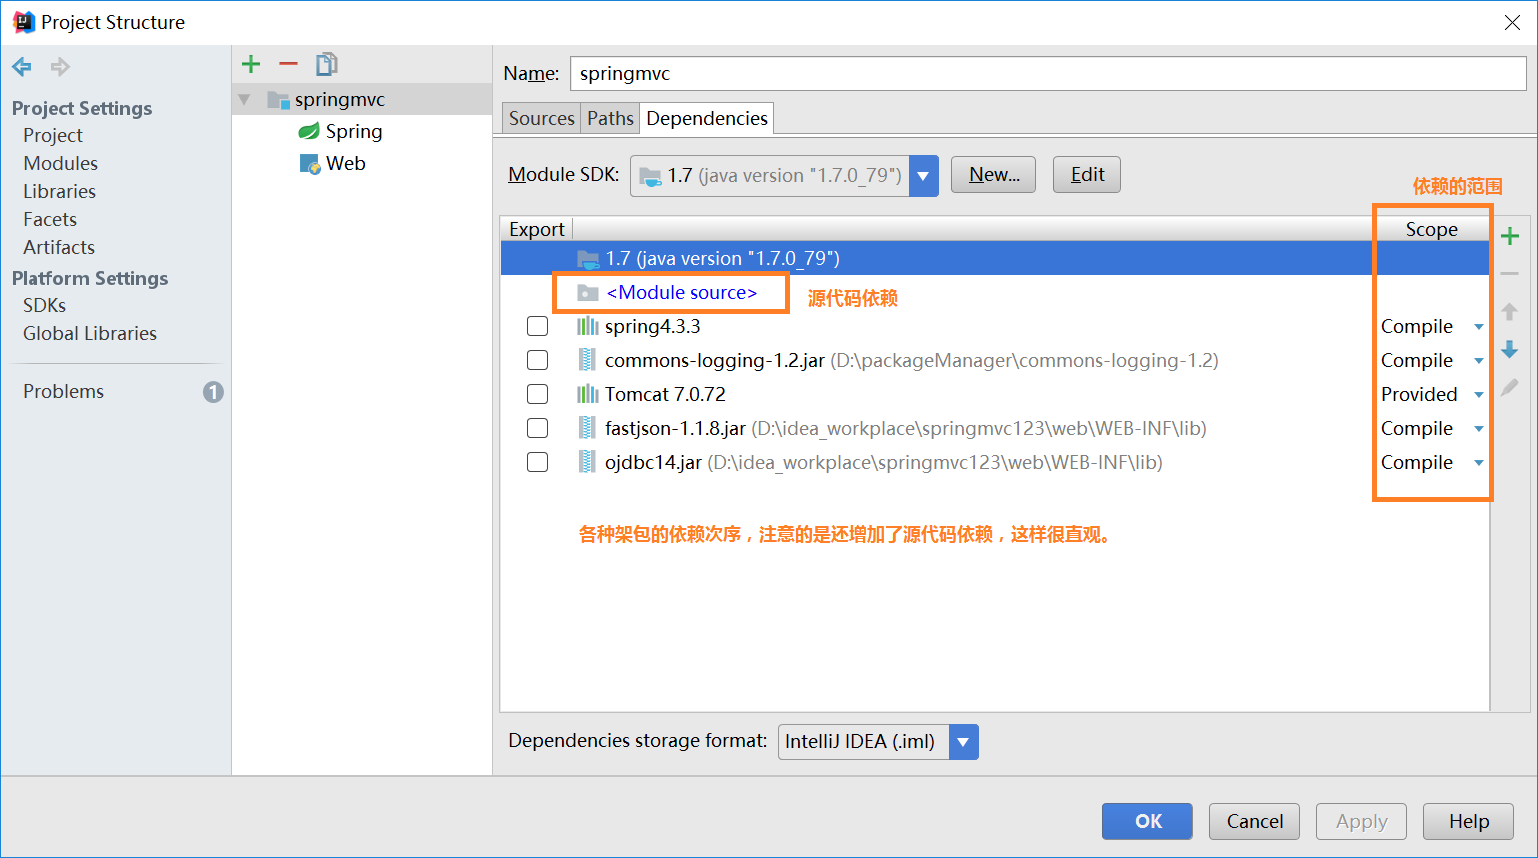 Project Structure
Project Settings
Project
Modules
Libraries
Facets
Artifacts
Platform Settings
SDKs
Global Libraries
Problems
1
springmvc
Spring
Web
Name: springmvc
Sources Paths Dependencies
Module SDK: 1.7 (java version "1.7.0_79") New... Edit
依赖的范围
Export Scope
1.7 (java version "1.7.0_79")
<Module source> 源代码依赖
spring4.3.3 Compile
commons-logging-1.2.jar (D:\packageManager\commons-logging-1.2) Compile
Tomcat 7.0.72 Provided
fastjson-1.1.8.jar (D:\idea_workplace\springmvc123\web\WEB-INF\lib) Compile
ojdbc14.jar (D:\idea_workplace\springmvc123\web\WEB-INF\lib) Compile
各种架包的依赖次序，注意的是还增加了源代码依赖，这样很直观。
Dependencies storage format: IntelliJ IDEA (.iml)
OK Cancel Apply Help